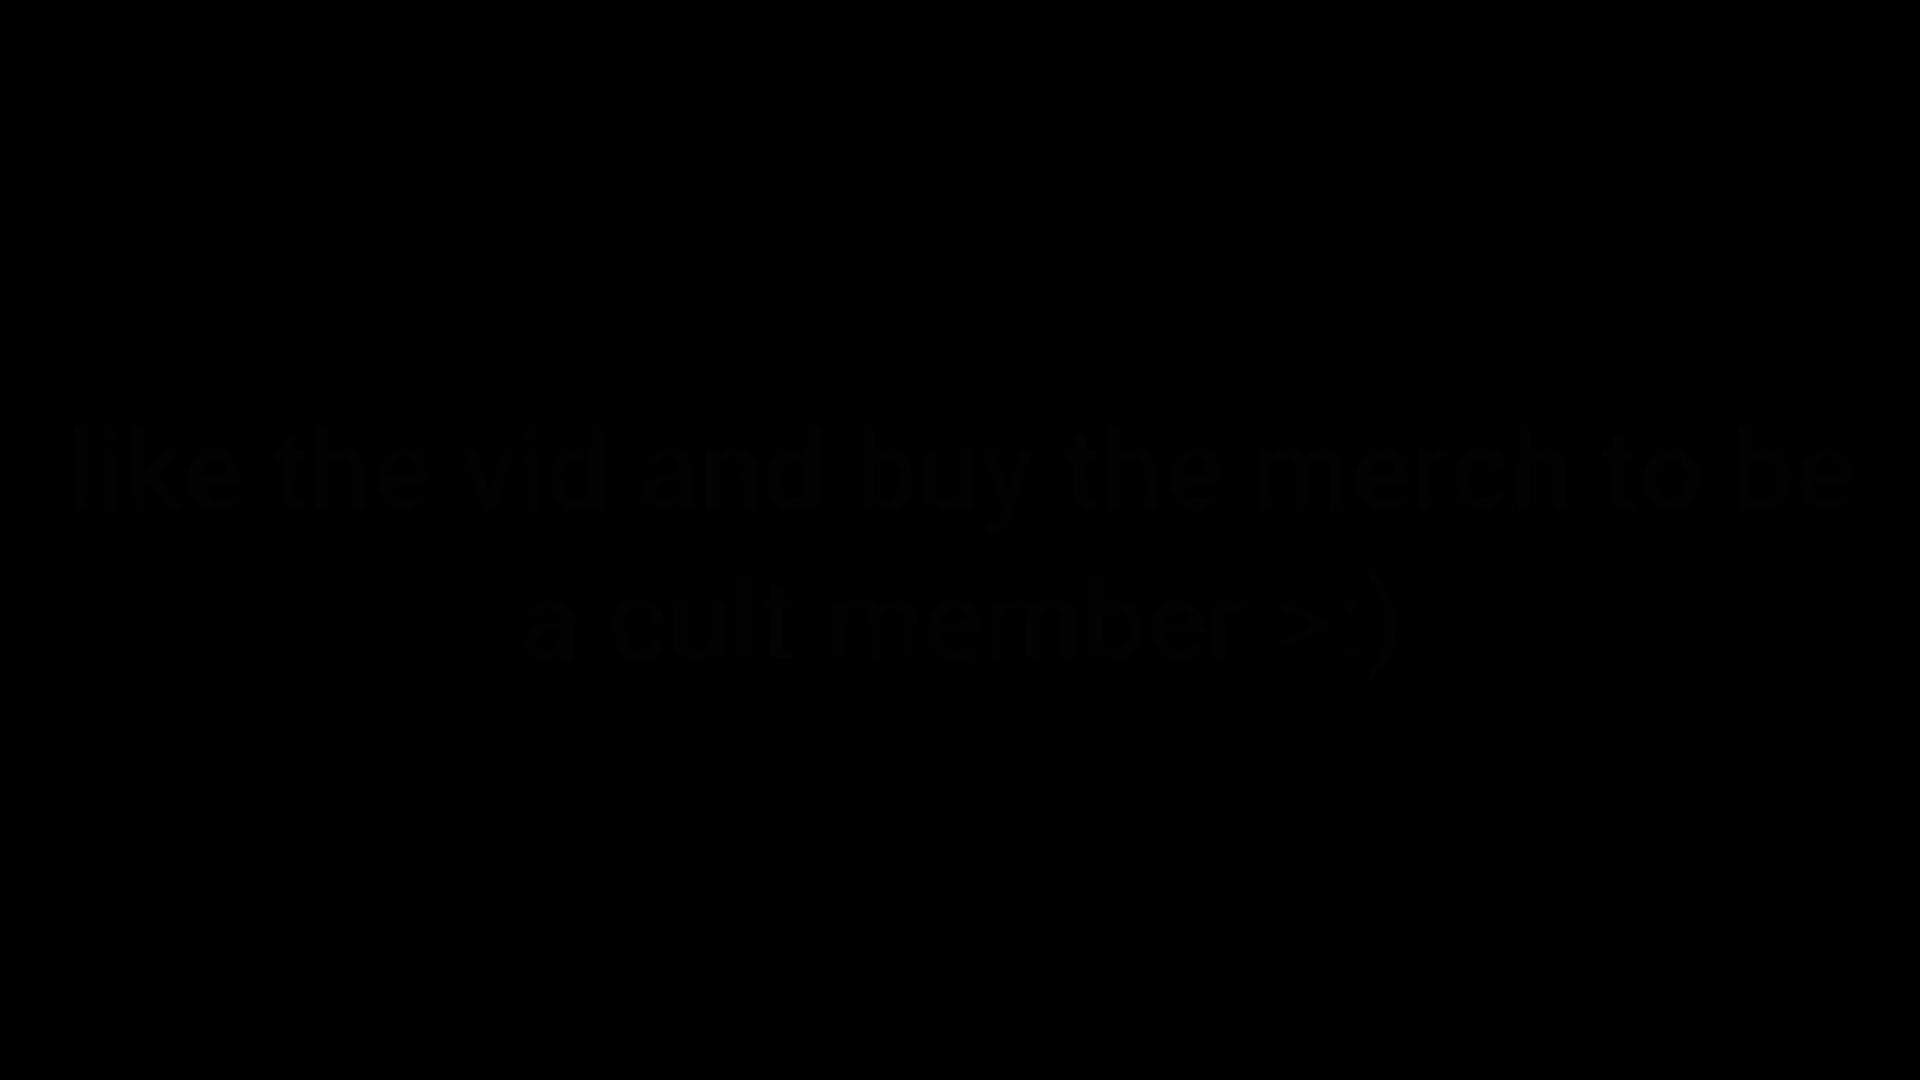 like the vid and buy the merch to be
a cult member >:)